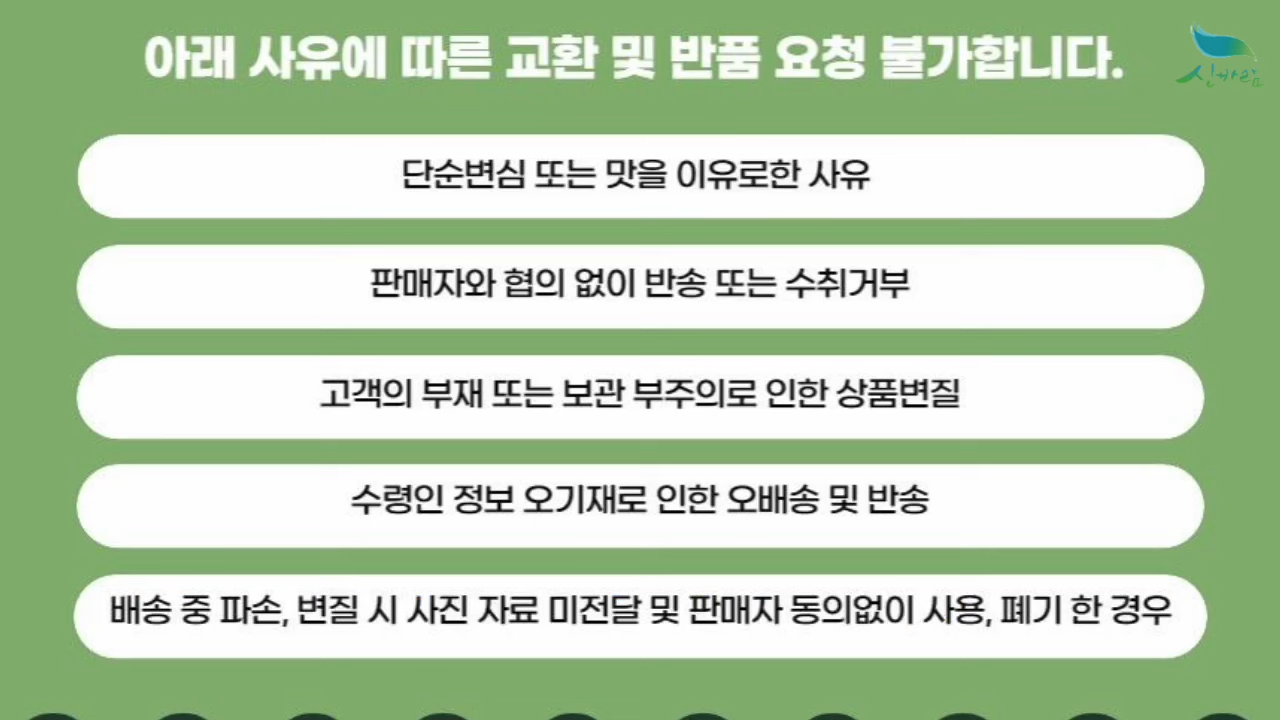 아래 사유에 따른 교환 및 반품 요청 불가합니다.
신바람
단순변심 또는 맛을 이유로한 사유
판매자와 협의 없이 반송 또는 수취거부
고객의 부재 또는 보관 부주의로 인한 상품변질
수령인 정보 오기재로 인한 오배송 및 반송
배송 중 파손, 변질 시 사진 자료 미전달 및 판매자 동의없이 사용, 폐기 한 경우